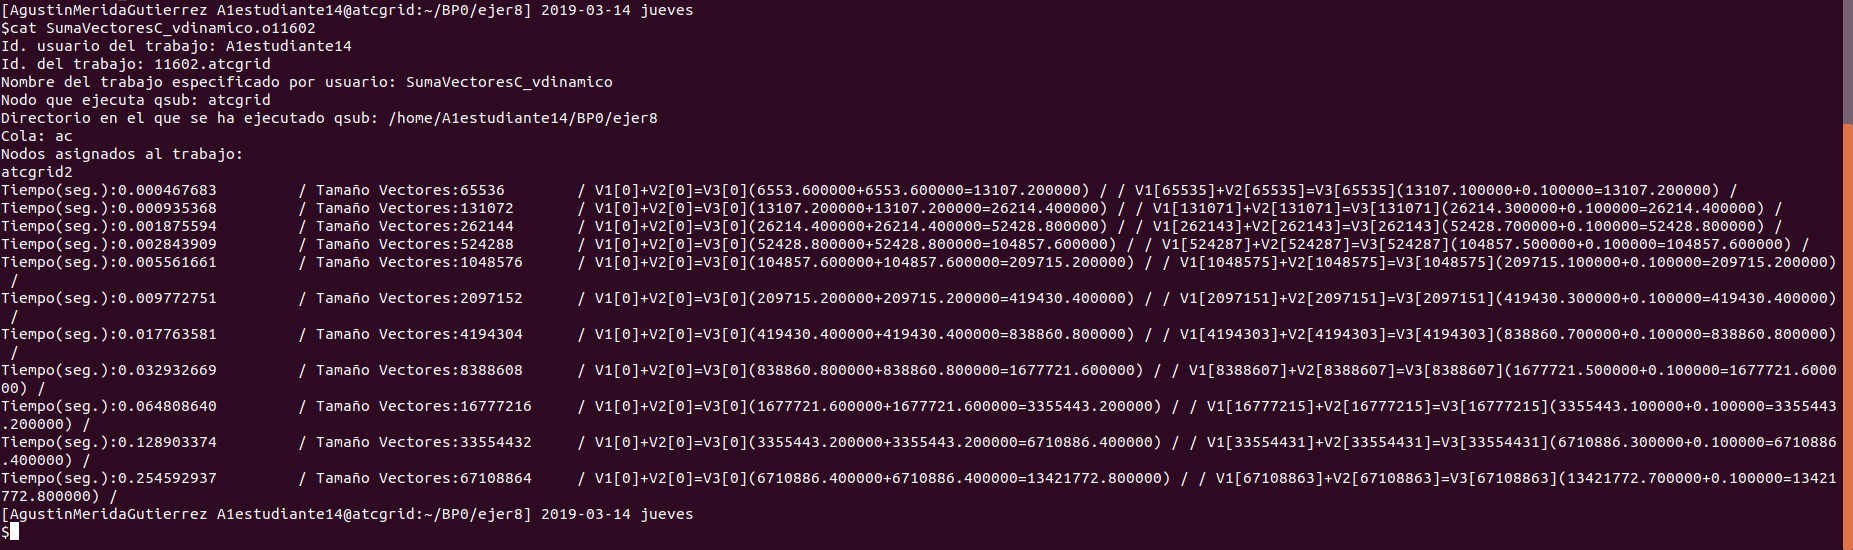 [AgustinMeridaGutierrez A1estudiante14@atcgrid:~/BP0/ejer8] 2019-03-14 jueves
$cat SumaVectoresC_vdinamico.o11602
Id. usuario del trabajo: A1estudiante14
Id. del trabajo: 11602.atcgrid
Nombre del trabajo especificado por usuario: SumaVectoresC_vdinamico
Nodo que ejecuta qsub: atcgrid
Directorio en el que se ha ejecutado qsub: /home/A1estudiante14/BP0/ejer8
Cola: ac
Nodos asignados al trabajo:
atcgrid2
Tiempo(seg.):0.000467683         / Tamaño Vectores:65536        / V1[0]+V2[0]=V3[0](6553.600000+6553.600000=13107.200000) / / V1[65535]+V2[65535]=V3[65535](13107.100000+0.100000=13107.200000) /
Tiempo(seg.):0.000935368         / Tamaño Vectores:131072       / V1[0]+V2[0]=V3[0](13107.200000+13107.200000=26214.400000) / / V1[131071]+V2[131071]=V3[131071](26214.300000+0.100000=26214.400000) /
Tiempo(seg.):0.001875594         / Tamaño Vectores:262144       / V1[0]+V2[0]=V3[0](26214.400000+26214.400000=52428.800000) / / V1[262143]+V2[262143]=V3[262143](52428.700000+0.100000=52428.800000) /
Tiempo(seg.):0.002843909         / Tamaño Vectores:524288       / V1[0]+V2[0]=V3[0](52428.800000+52428.800000=104857.600000) / / V1[524287]+V2[524287]=V3[524287](104857.500000+0.100000=104857.600000) /
Tiempo(seg.):0.005561661         / Tamaño Vectores:1048576      / V1[0]+V2[0]=V3[0](104857.600000+104857.600000=209715.200000) / / V1[1048575]+V2[1048575]=V3[1048575](209715.100000+0.100000=209715.200000)
 /
Tiempo(seg.):0.009772751         / Tamaño Vectores:2097152      / V1[0]+V2[0]=V3[0](209715.200000+209715.200000=419430.400000) / / V1[2097151]+V2[2097151]=V3[2097151](419430.300000+0.100000=419430.400000)
 /
Tiempo(seg.):0.017763581         / Tamaño Vectores:4194304      / V1[0]+V2[0]=V3[0](419430.400000+419430.400000=838860.800000) / / V1[4194303]+V2[4194303]=V3[4194303](838860.700000+0.100000=838860.800000)
 /
Tiempo(seg.):0.032932669         / Tamaño Vectores:8388608      / V1[0]+V2[0]=V3[0](838860.800000+838860.800000=1677721.600000) / / V1[8388607]+V2[8388607]=V3[8388607](1677721.500000+0.100000=1677721.6000
00) /
Tiempo(seg.):0.064808640         / Tamaño Vectores:16777216     / V1[0]+V2[0]=V3[0](1677721.600000+1677721.600000=3355443.200000) / / V1[16777215]+V2[16777215]=V3[16777215](3355443.100000+0.100000=3355443
.200000) /
Tiempo(seg.):0.128903374         / Tamaño Vectores:33554432     / V1[0]+V2[0]=V3[0](3355443.200000+3355443.200000=6710886.400000) / / V1[33554431]+V2[33554431]=V3[33554431](6710886.300000+0.100000=6710886
.400000) /
Tiempo(seg.):0.254592937         / Tamaño Vectores:67108864     / V1[0]+V2[0]=V3[0](6710886.400000+6710886.400000=13421772.800000) / / V1[67108863]+V2[67108863]=V3[67108863](13421772.700000+0.100000=13421
772.800000) /
[AgustinMeridaGutierrez A1estudiante14@atcgrid:~/BP0/ejer8] 2019-03-14 jueves
$